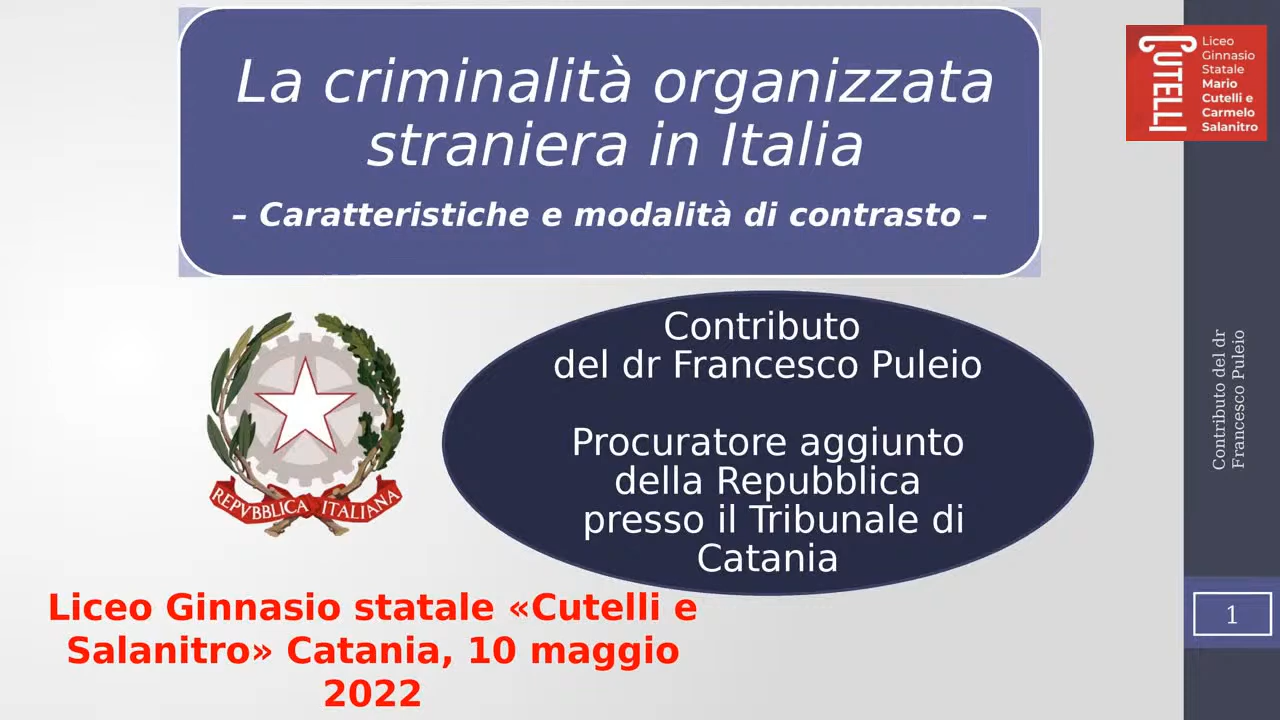 La criminalità organizzata
straniera in Italia
– Caratteristiche e modalità di contrasto –
CUTELLI
Liceo
Ginnasio
Statale
Mario
Cutelli e
Carmelo
Salanitro
REPVBBLICA ITALIANA
Contributo
del dr Francesco Puleio
Procuratore aggiunto
della Repubblica
presso il Tribunale di
Catania
Contributo del dr
Francesco Puleio
Liceo Ginnasio statale «Cutelli e
Salanitro» Catania, 10 maggio
2022
1